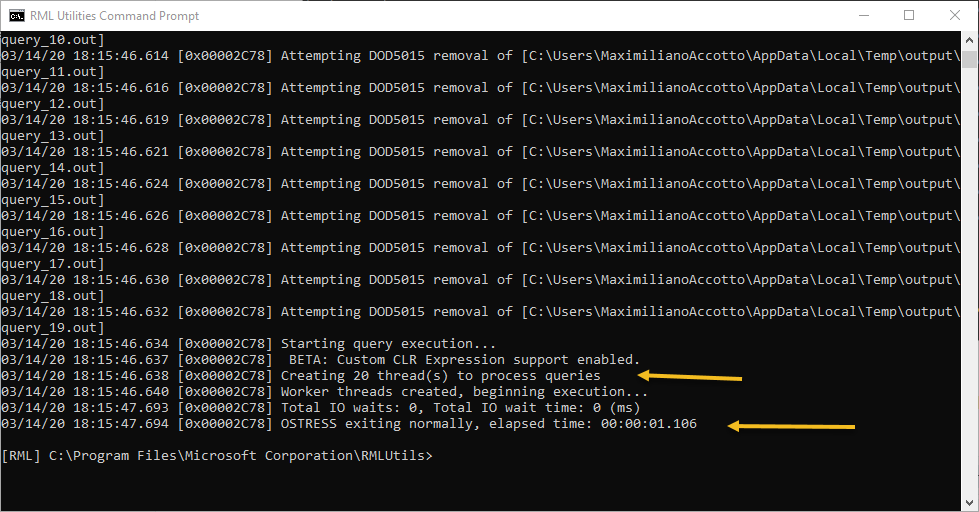 RML Utilities Command Prompt
query_10.out]
03/14/20 18:15:46.614 [0x00002C78] Attempting DOD5015 removal of [C:\Users\MaximilianoAccotto\AppData\Local\Temp\output\
query_11.out]
03/14/20 18:15:46.616 [0x00002C78] Attempting DOD5015 removal of [C:\Users\MaximilianoAccotto\AppData\Local\Temp\output\
query_12.out]
03/14/20 18:15:46.619 [0x00002C78] Attempting DOD5015 removal of [C:\Users\MaximilianoAccotto\AppData\Local\Temp\output\
query_13.out]
03/14/20 18:15:46.621 [0x00002C78] Attempting DOD5015 removal of [C:\Users\MaximilianoAccotto\AppData\Local\Temp\output\
query_14.out]
03/14/20 18:15:46.624 [0x00002C78] Attempting DOD5015 removal of [C:\Users\MaximilianoAccotto\AppData\Local\Temp\output\
query_15.out]
03/14/20 18:15:46.626 [0x00002C78] Attempting DOD5015 removal of [C:\Users\MaximilianoAccotto\AppData\Local\Temp\output\
query_16.out]
03/14/20 18:15:46.628 [0x00002C78] Attempting DOD5015 removal of [C:\Users\MaximilianoAccotto\AppData\Local\Temp\output\
query_17.out]
03/14/20 18:15:46.630 [0x00002C78] Attempting DOD5015 removal of [C:\Users\MaximilianoAccotto\AppData\Local\Temp\output\
query_18.out]
03/14/20 18:15:46.632 [0x00002C78] Attempting DOD5015 removal of [C:\Users\MaximilianoAccotto\AppData\Local\Temp\output\
query_19.out]
03/14/20 18:15:46.634 [0x00002C78] Starting query execution...
03/14/20 18:15:46.637 [0x00002C78]  BETA: Custom CLR Expression support enabled.
03/14/20 18:15:46.638 [0x00002C78] Creating 20 thread(s) to process queries
03/14/20 18:15:46.640 [0x00002C78] Worker threads created, beginning execution...
03/14/20 18:15:47.693 [0x00002C78] Total IO waits: 0, Total IO wait time: 0 (ms)
03/14/20 18:15:47.694 [0x00002C78] OSTRESS exiting normally, elapsed time: 00:00:01.106
[RML] C:\Program Files\Microsoft Corporation\RMLUtils>